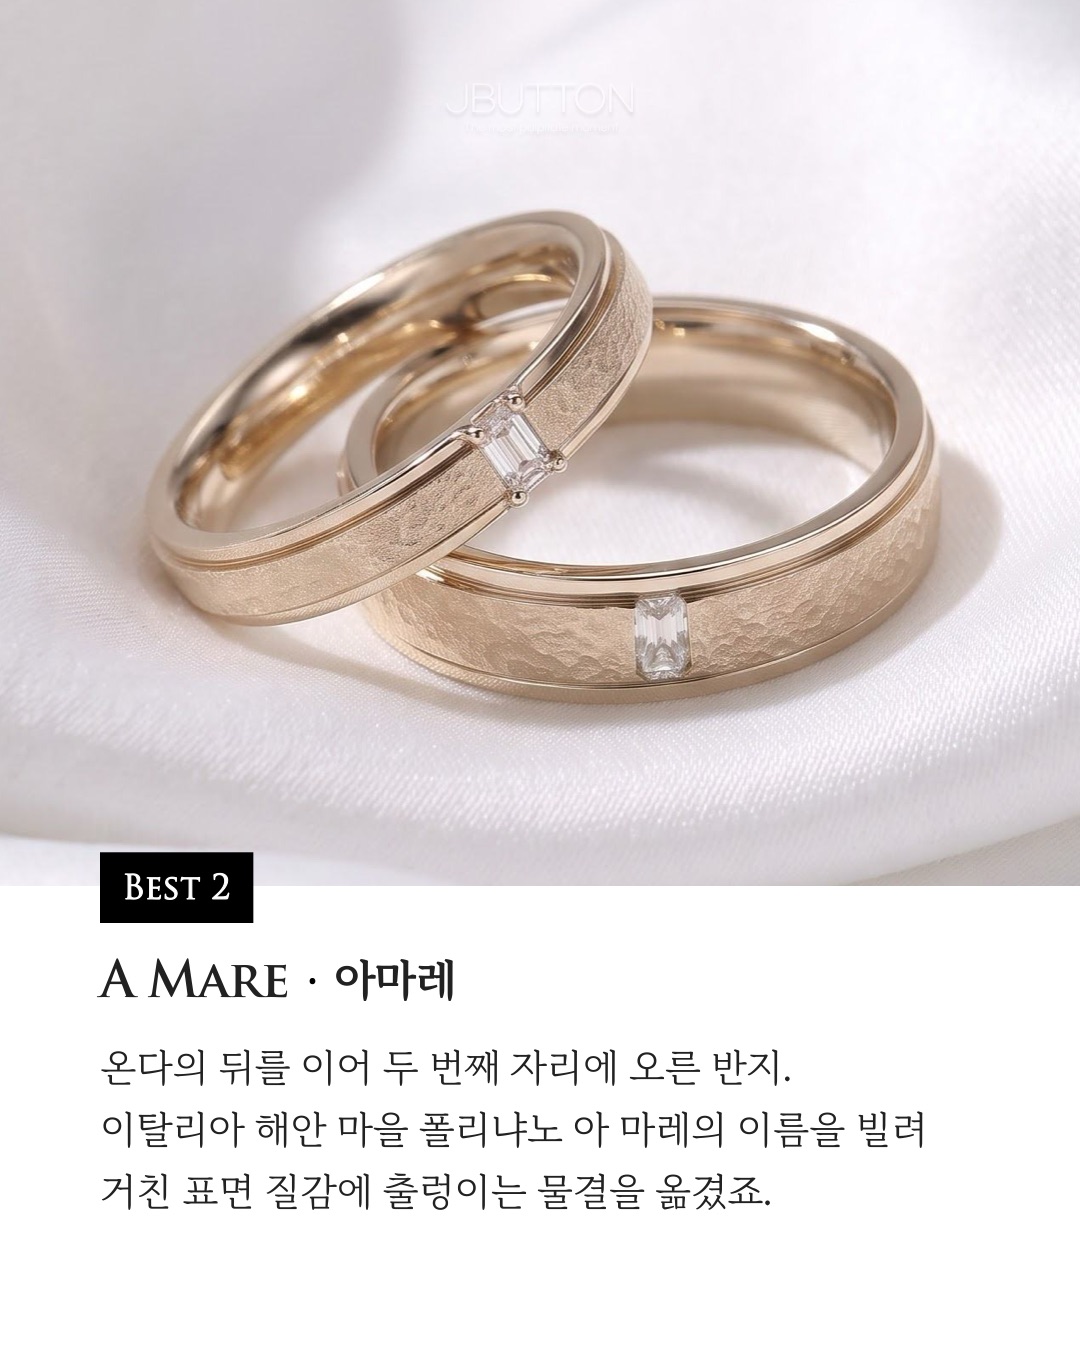 JBUTTON
BEST 2
A MARE · 아마레
온다의 뒤를 이어 두 번째 자리에 오른 반지.
이탈리아 해안 마을 폴리냐노 아 마레의 이름을 빌려
거친 표면 질감에 출렁이는 물결을 옮겼죠.